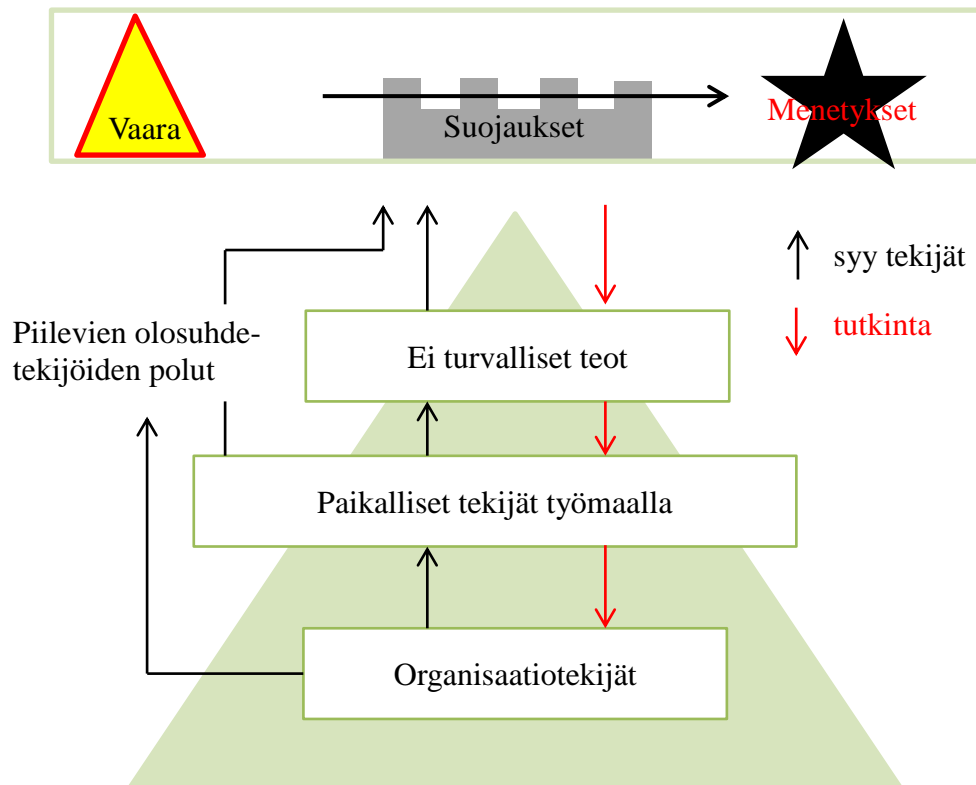 Vaara
Suojaukset
Menetykset
syy tekijät
tutkinta
Piilevien olosuhde-
tekijöiden polut
Ei turvalliset teot
Paikalliset tekijät työmaalla
Organisaatiotekijät